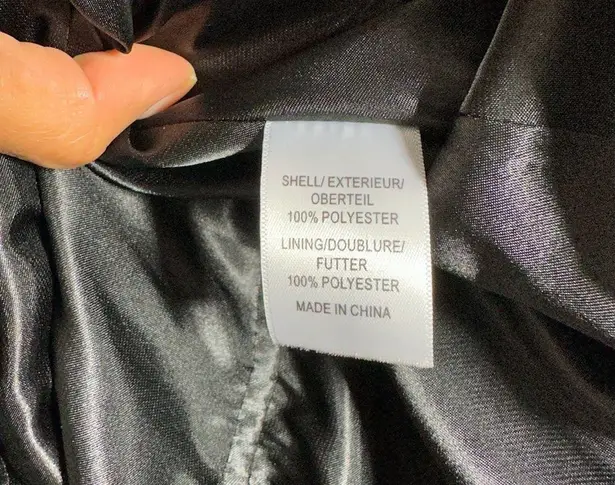 SHELL/ EXTERIEUR/
OBERTEIL
100% POLYESTER
LINING/DOUBLURE/
FUTTER
100% POLYESTER
MADE IN CHINA